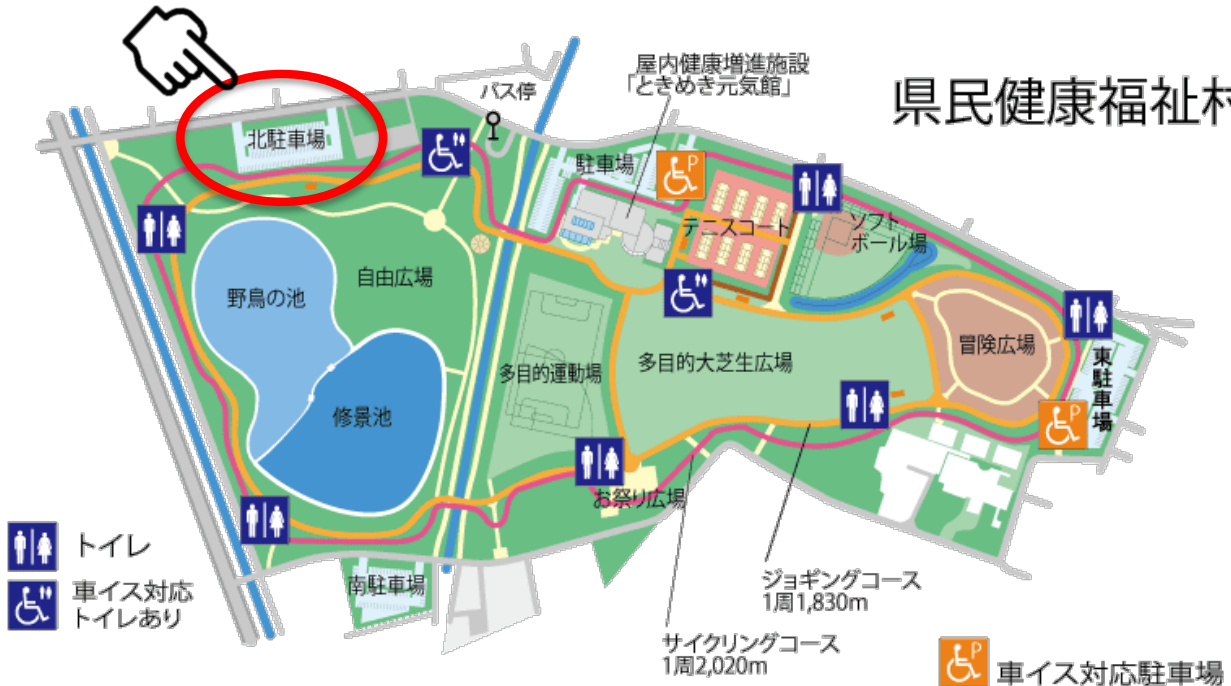 県民健康福祉村
屋内健康増進施設
「ときめき元気館」
バス停
北駐車場
駐車場
P
テニスコート
ソフト
ボール場
自由広場
野鳥の池
冒険広場
多目的大芝生広場
多目的運動場
東駐車場
P
修景池
お祭り広場
トイレ
車イス対応
トイレあり
南駐車場
ジョギングコース
1周1,830m
サイクリングコース
1周2,020m
P
車イス対応駐車場